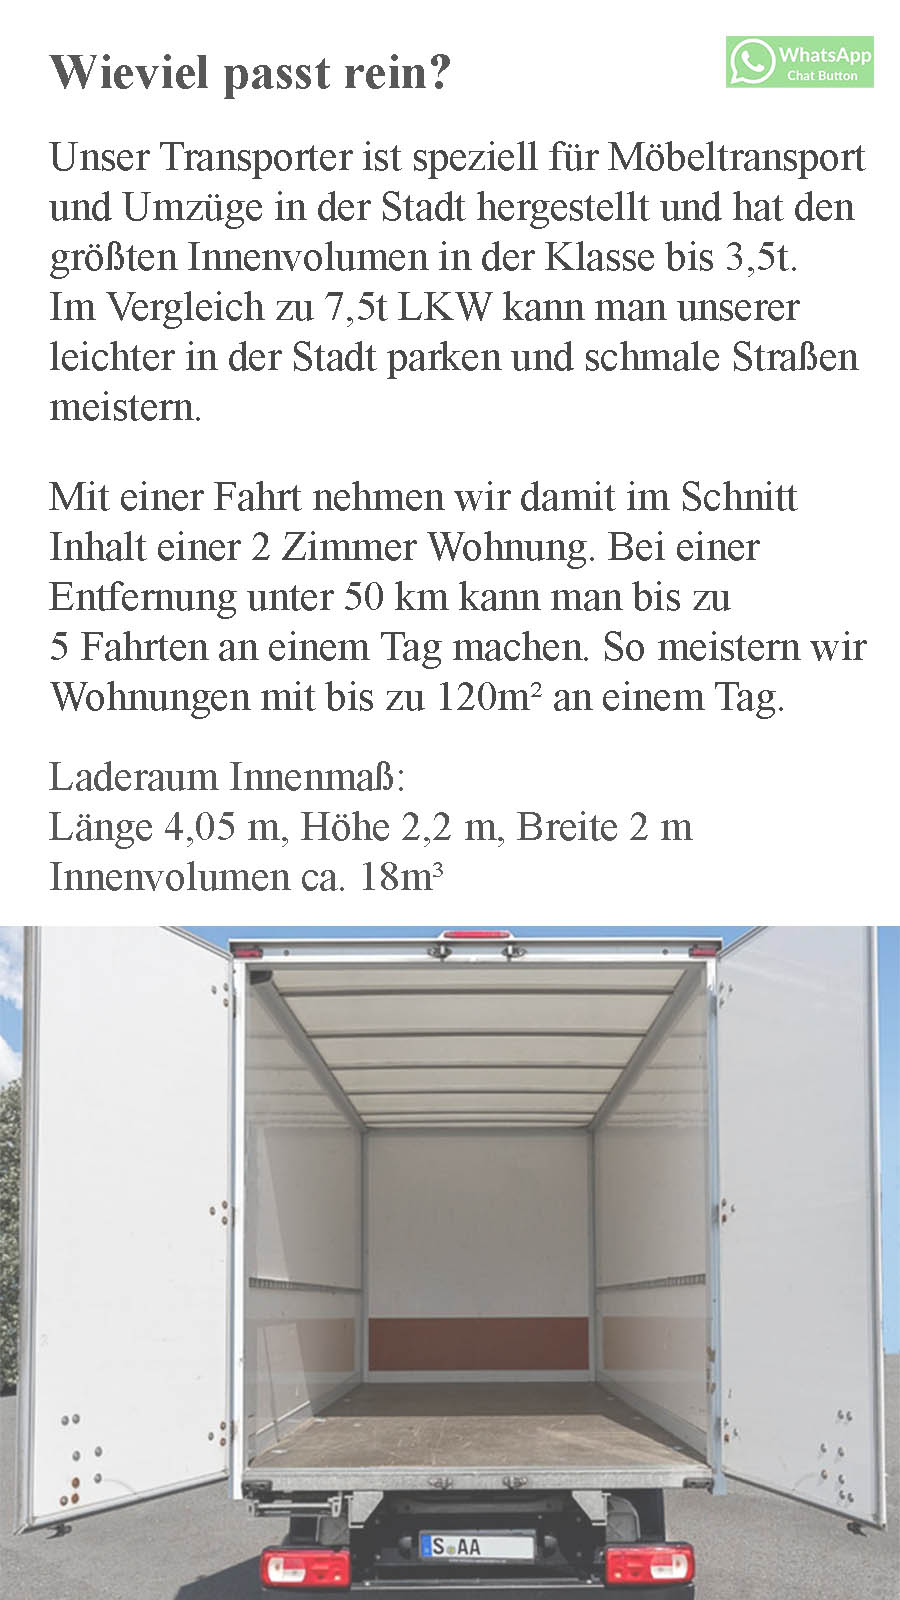 Wieviel passt rein?
WhatsApp
Chat Button
Unser Transporter ist speziell für Möbeltransport
und Umzüge in der Stadt hergestellt und hat den
größten Innenvolumen in der Klasse bis 3,5t.
Im Vergleich zu 7,5t LKW kann man unserer
leichter in der Stadt parken und schmale Straßen
meistern.
Mit einer Fahrt nehmen wir damit im Schnitt
Inhalt einer 2 Zimmer Wohnung. Bei einer
Entfernung unter 50 km kann man bis zu
5 Fahrten an einem Tag machen. So meistern wir
Wohnungen mit bis zu 120m² an einem Tag.
Laderaum Innenmaß:
Länge 4,05 m, Höhe 2,2 m, Breite 2 m
Innenvolumen ca. 18m³
S AA